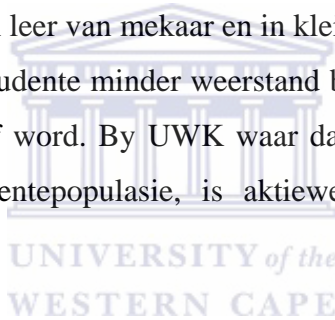 leer van mekaar en in klei
udente minder weerstand b
word. By UWK waar da
entepopulasie, is aktiewe
UNIVERSITY of the
WESTERN CAPE